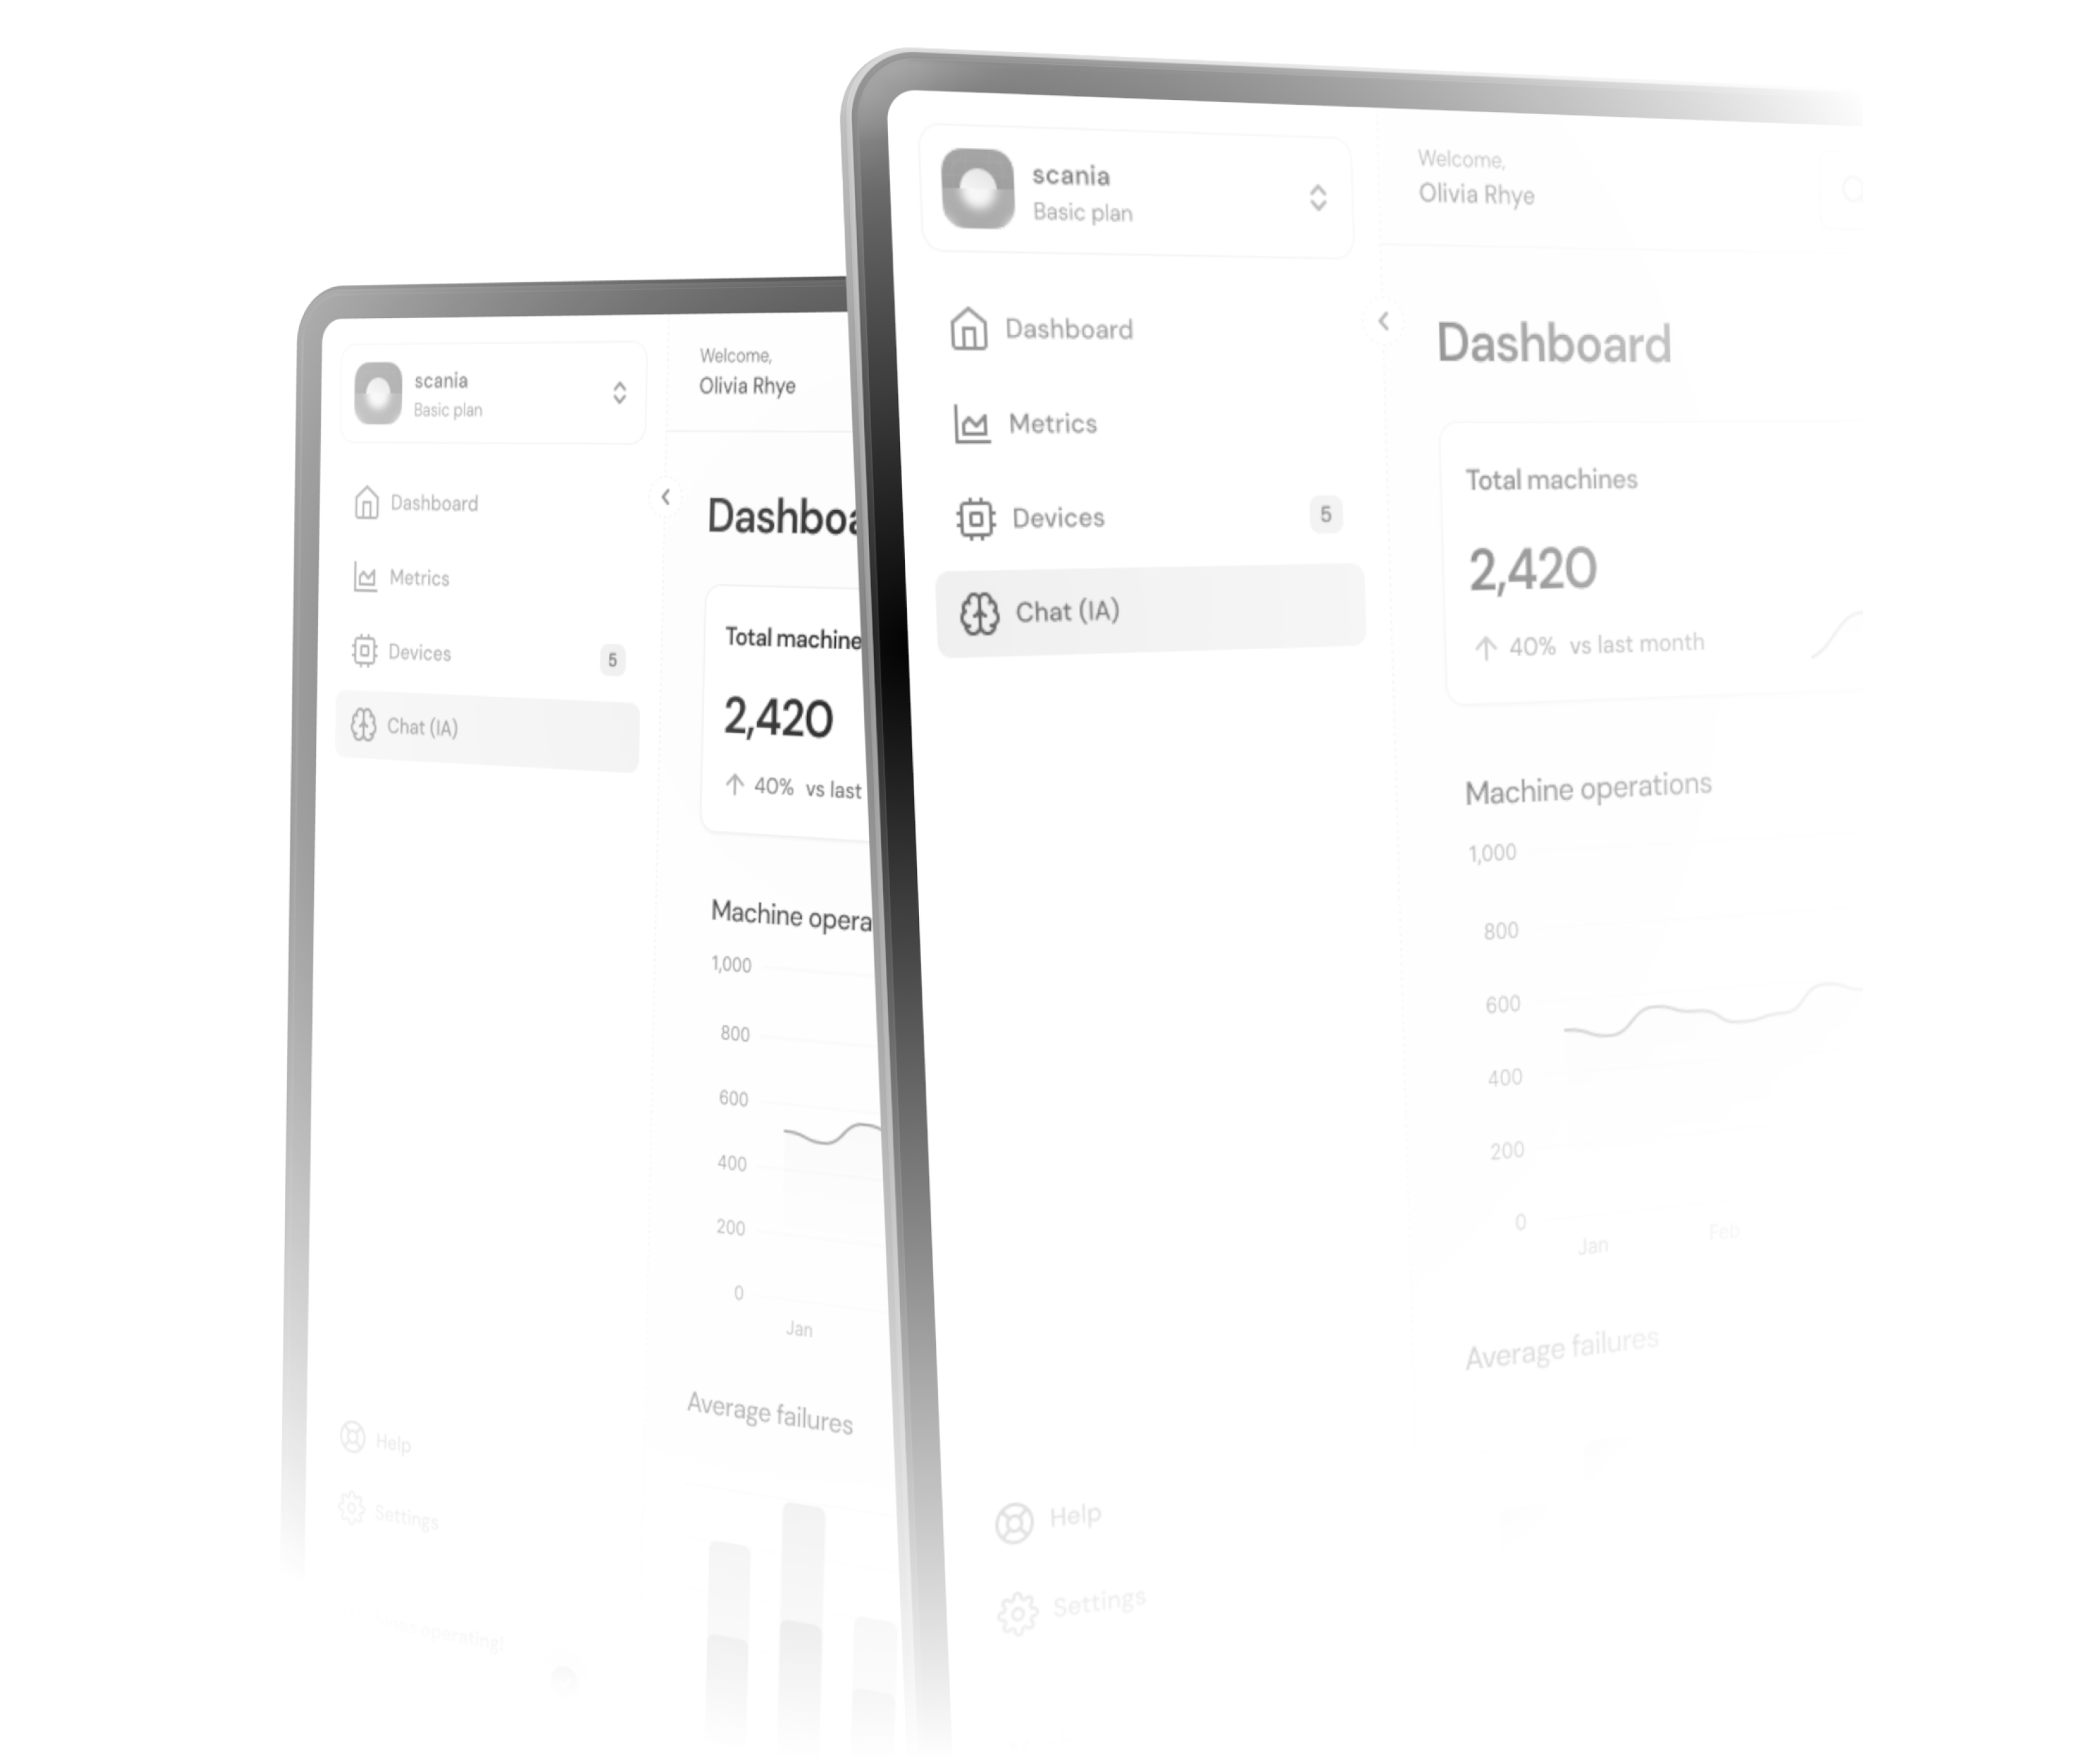 scania
Basic plan
Welcome,
Olivia Rhye
Dashboard
Metrics
Devices
5
Chat (IA)
Dashboa
Total machine
2,420
40% vs last
Machine opera
1,000
800
600
400
200
0
Jan
Average failures
Help
Settings
operating!
scania
Basic plan
Welcome,
Olivia Rhye
Dashboard
Metrics
Devices
5
Chat (IA)
Dashboard
Total machines
2,420
40% vs last month
Machine operations
1,000
800
600
400
200
0
Jan
Feb
Average failures
Help
Settings